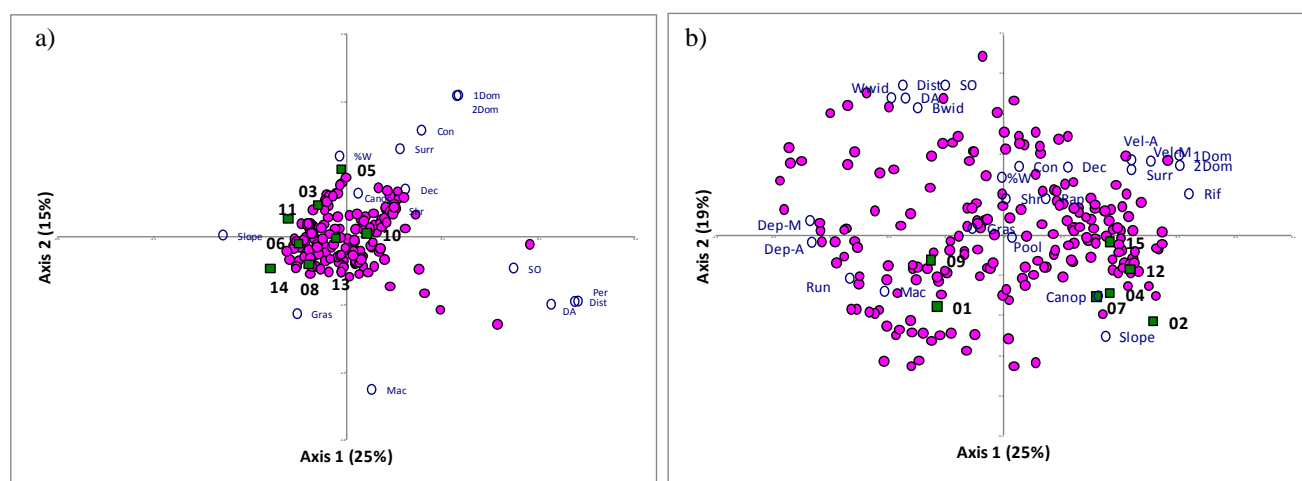 a)
1Dom
2Dom
Con
Surr
%W
05
Dec
03
11
10
Slope
06
SO
14
08
13
Per
Dist
DA
Gras
Mac
Axis 2 (15%)
Axis 1 (25%)
b)
Wwid
Dist
SO
DA
Bwid
Vel-A
Vel-M
1Dom
2Dom
Con
Dec
Surr
%W
Rif
Shr
Rap
Dep-M
Gras
Dep-A
Pool
15
09
12
Run
Mac
Canop
04
01
07
02
Slope
Axis 2 (19%)
Axis 1 (25%)